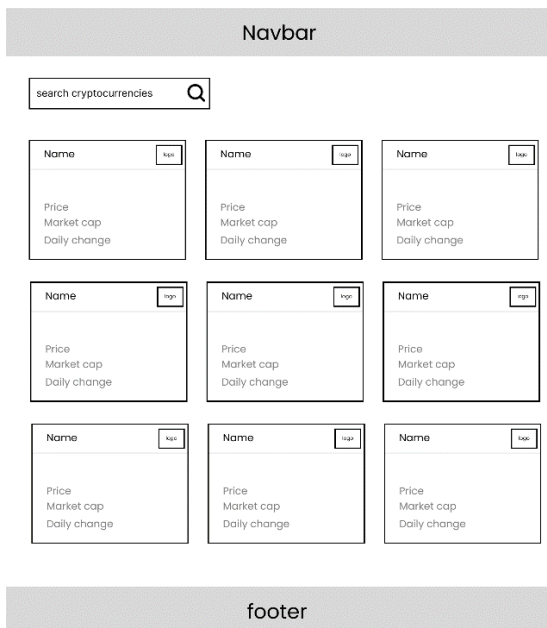 Navbar
search cryptocurrencies
Name logo Name logo Name logo
Price Price Price
Market cap Market cap Market cap
Daily change Daily change Daily change
Name logo Name logo Name logo
Price Price Price
Market cap Market cap Market cap
Daily change Daily change Daily change
Name logo Name logo Name logo
Price Price Price
Market cap Market cap Market cap
Daily change Daily change Daily change
footer